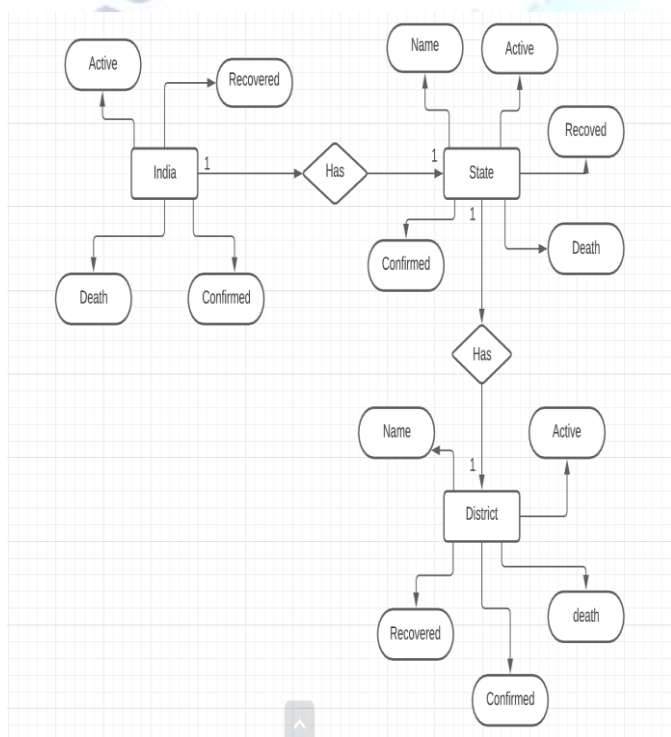 Name
Active
Active
Recovered
Recoved
India
1
Has
1
State
1
Death
Confirmed
Death
Confirmed
Has
Name
Active
1
District
death
Recovered
Confirmed